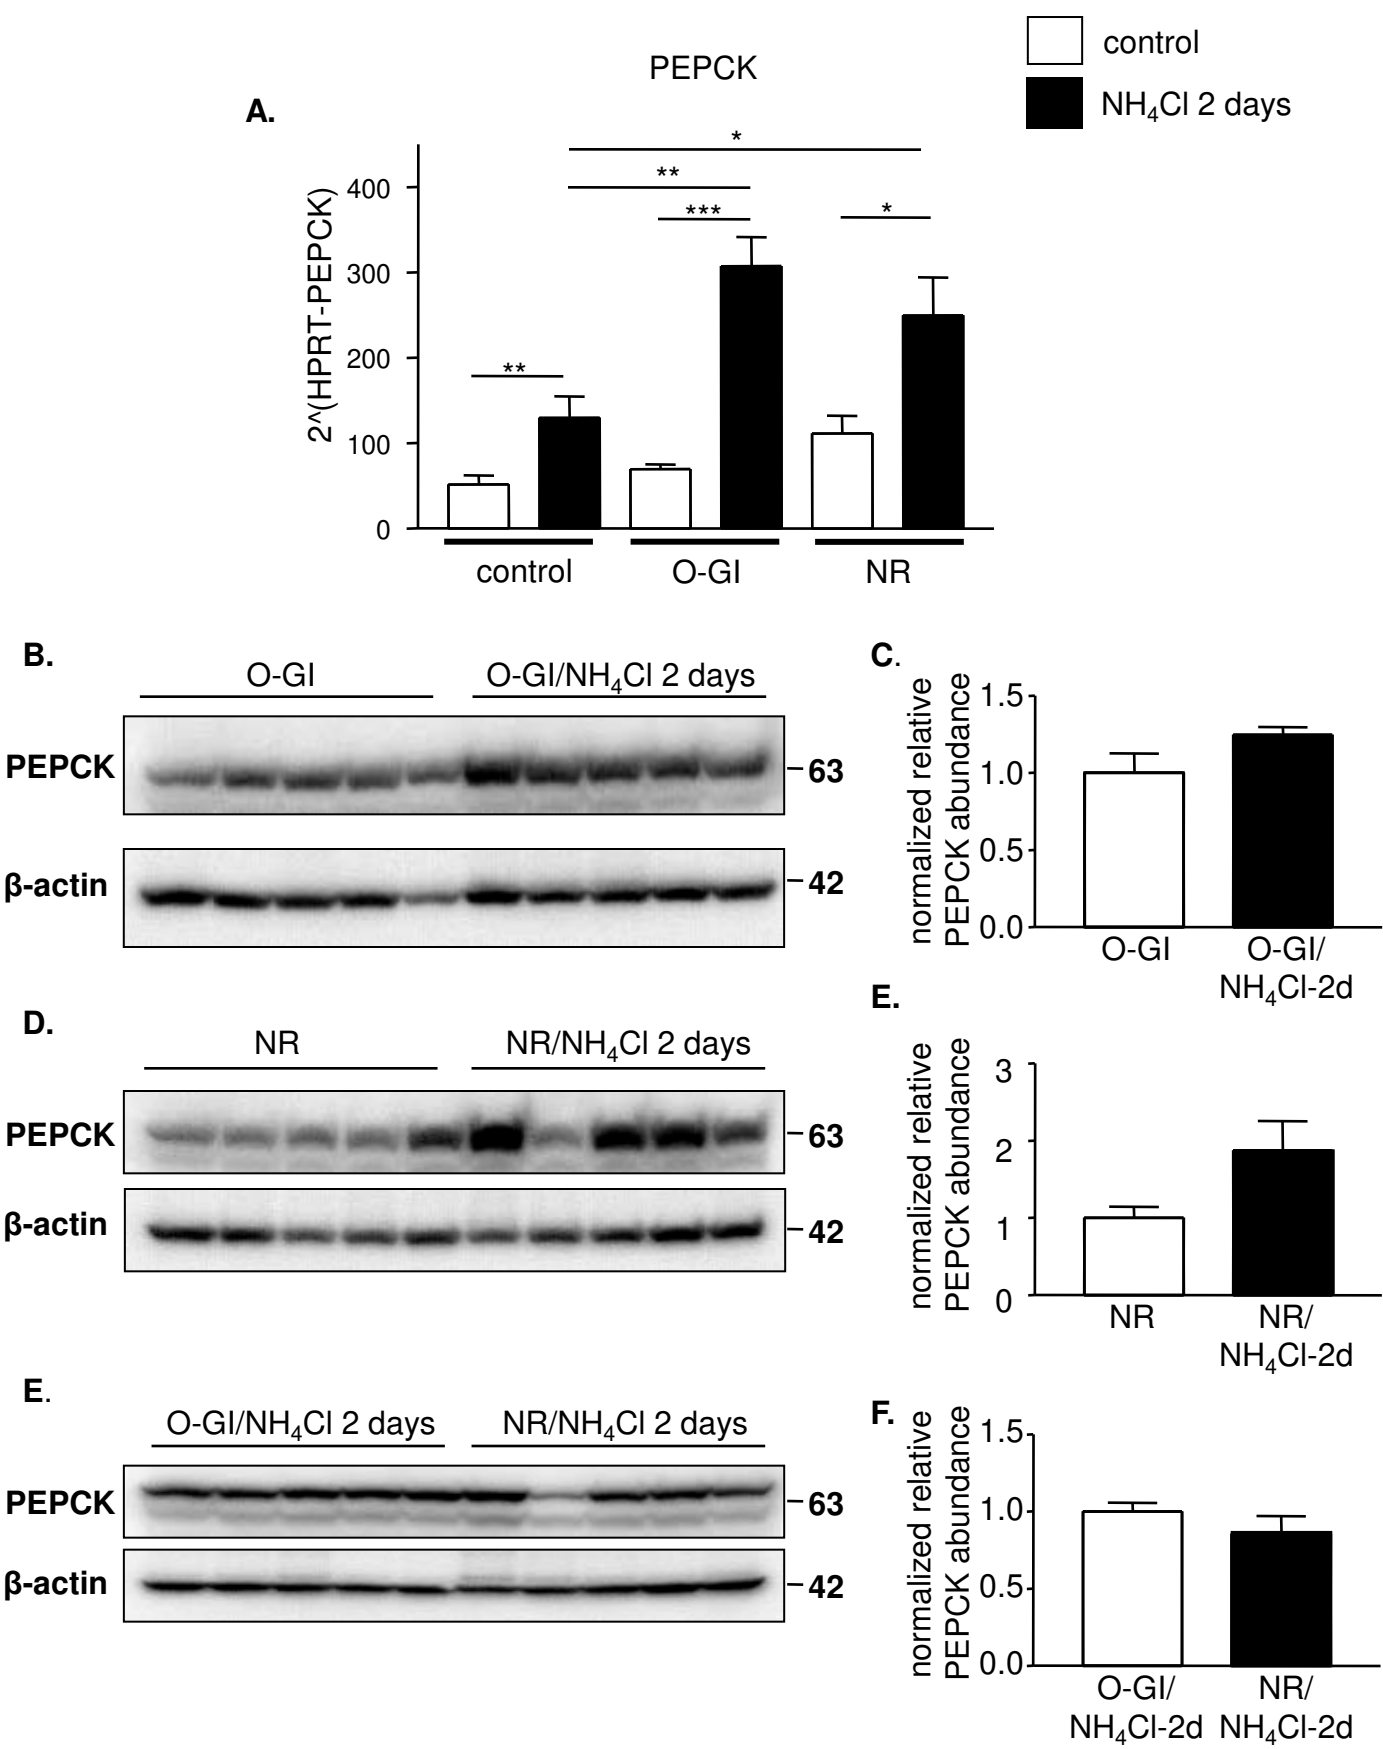 control
NH₄Cl 2 days
PEPCK
A.
2^(HPRT-PEPCK)
400
300
200
100
0
*
**
***
*
**
control
O-GI
NR
B.
O-GI
O-GI/NH₄Cl 2 days
PEPCK
63
β-actin
42
C.
normalized relative
PEPCK abundance
1.5
1.0
0.5
0.0
O-GI
O-GI/
NH₄Cl-2d
D.
NR
NR/NH₄Cl 2 days
PEPCK
63
β-actin
42
E.
normalized relative
PEPCK abundance
3
2
1
0
NR
NR/
NH₄Cl-2d
E.
O-GI/NH₄Cl 2 days
NR/NH₄Cl 2 days
PEPCK
63
β-actin
42
F.
normalized relative
PEPCK abundance
1.5
1.0
0.5
0.0
O-GI/
NH₄Cl-2d
NR/
NH₄Cl-2d